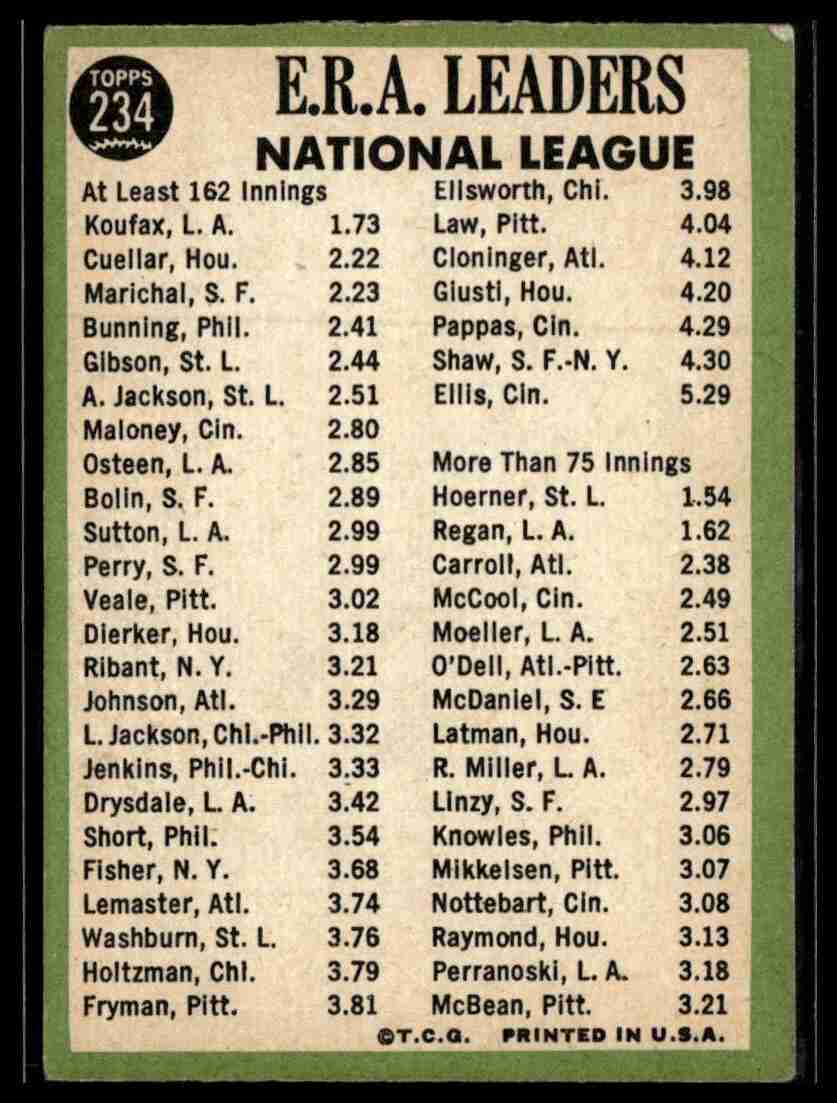 TOPPS
234
E.R.A. LEADERS
NATIONAL LEAGUE
At Least 162 Innings
Koufax, L. A. 1.73
Cuellar, Hou. 2.22
Marichal, S. F. 2.23
Bunning, Phil. 2.41
Gibson, St. L. 2.44
A. Jackson, St. L. 2.51
Maloney, Cin. 2.80
Osteen, L. A. 2.85
Bolin, S. F. 2.89
Sutton, L. A. 2.99
Perry, S. F. 2.99
Veale, Pitt. 3.02
Dierker, Hou. 3.18
Ribant, N. Y. 3.21
Johnson, Atl. 3.29
L. Jackson, Chi.-Phil. 3.32
Jenkins, Phil.-Chi. 3.33
Drysdale, L. A. 3.42
Short, Phil. 3.54
Fisher, N. Y. 3.68
Lemaster, Atl. 3.74
Washburn, St. L. 3.76
Holtzman, Chi. 3.79
Fryman, Pitt. 3.81
Ellsworth, Chi. 3.98
Law, Pitt. 4.04
Cloninger, Atl. 4.12
Giusti, Hou. 4.20
Pappas, Cin. 4.29
Shaw, S. F.-N. Y. 4.30
Ellis, Cin. 5.29
More Than 75 Innings
Hoerner, St. L. 1.54
Regan, L. A. 1.62
Carroll, Atl. 2.38
McCool, Cin. 2.49
Moeller, L. A. 2.51
O'Dell, Atl.-Pitt. 2.63
McDaniel, S. E 2.66
Latman, Hou. 2.71
R. Miller, L. A. 2.79
Linzy, S. F. 2.97
Knowles, Phil. 3.06
Mikkelsen, Pitt. 3.07
Nottebart, Cin. 3.08
Raymond, Hou. 3.13
Perranoski, L. A. 3.18
McBean, Pitt. 3.21
©T.C.G. PRINTED IN U.S.A.